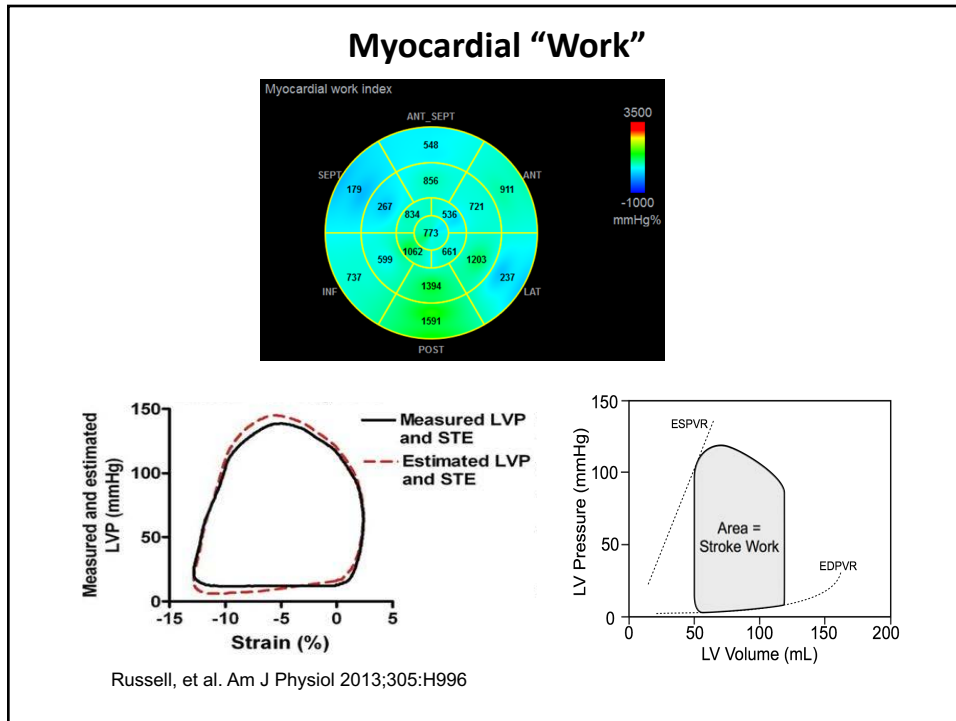 Myocardial “Work”
Myocardial work index
ANT_SEPT
3500
548
SEPT
ANT
179
856
911
267
721
834
536
-1000
773
mmHg%
1062
661
599
1203
737
237
1394
INF
LAT
1591
POST
Measured and estimated
LVP (mmHg)
150
100
50
0
-15
-10
-5
0
5
Strain (%)
Measured LVP
and STE
Estimated LVP
and STE
LV Pressure (mmHg)
150
100
50
0
ESPVR
Area =
Stroke Work
EDPVR
0
50
100
150
200
LV Volume (mL)
Russell, et al. Am J Physiol 2013;305:H996